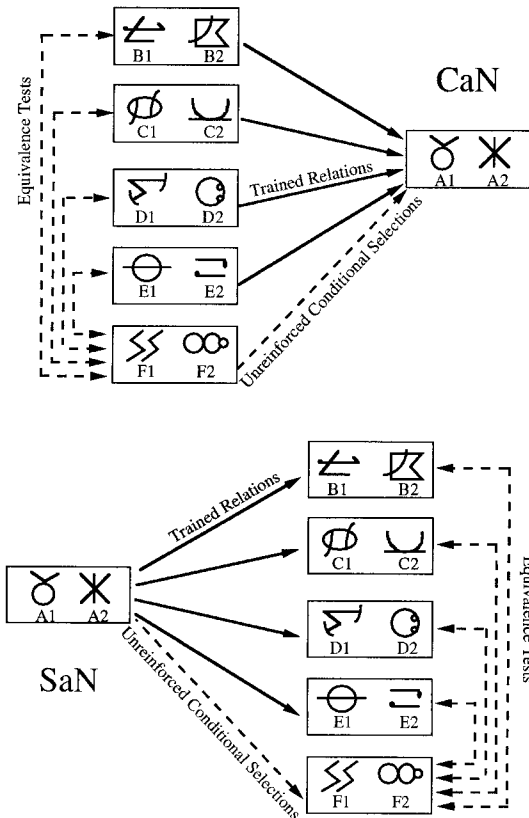 B1 B2
CaN
C1 C2
Equivalence Tests
A1 A2
D1 D2
Trained Relations
E1 E2
Unreinforced Conditional Selections
F1 F2
Trained Relations
B1 B2
C1 C2
A1 A2
Equivalence Tests
SaN
Unreinforced Conditional Selections
D1 D2
E1 E2
F1 F2